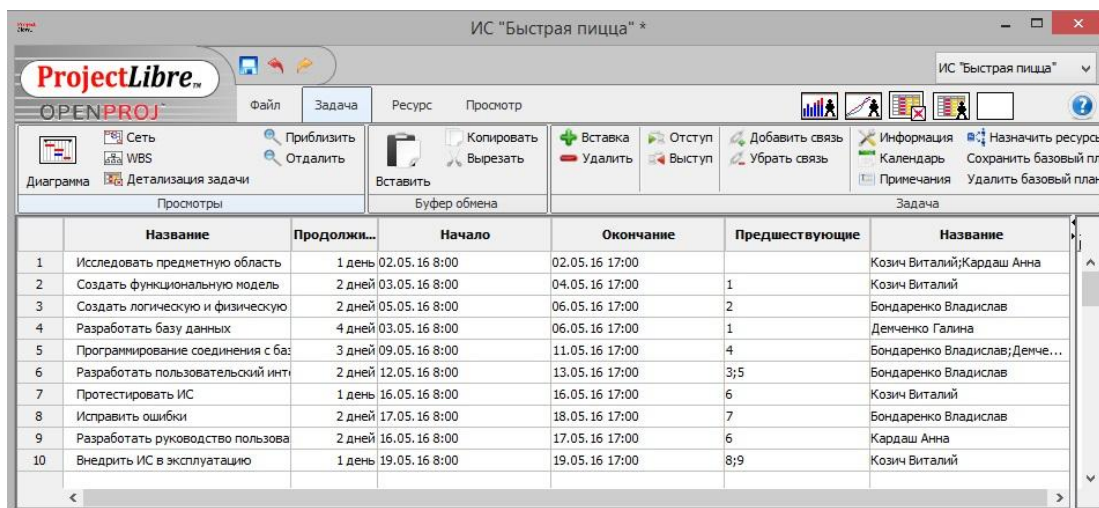 ИС "Быстрая пицца" *
ProjectLibre™ ИС "Быстрая пицца"
OPENPROJ Файл Задача Ресурс Просмотр
Сеть Приблизить Копировать Вставка Отступ Добавить связь Информация Назначить ресурсь
WBS Отдалить Вырезать Удалить Выступ Убрать связь Календарь Сохранить базовый пл
Диаграмма Детализация задачи Вставить Примечания Удалить базовый план
Просмотры Буфер обмена Задача
Название Продолжи... Начало Окончание Предшествующие Название
1 Исследовать предметную область 1 день 02.05.16 8:00 02.05.16 17:00 Козич Виталий;Кардаш Анна
2 Создать функциональную модель 2 дней 03.05.16 8:00 04.05.16 17:00 1 Козич Виталий
3 Создать логическую и физическую 2 дней 05.05.16 8:00 06.05.16 17:00 2 Бондаренко Владислав
4 Разработать базу данных 4 дней 03.05.16 8:00 06.05.16 17:00 1 Демченко Галина
5 Программирование соединения с баз 3 дней 09.05.16 8:00 11.05.16 17:00 4 Бондаренко Владислав;Демче...
6 Разработать пользовательский инт 2 дней 12.05.16 8:00 13.05.16 17:00 3;5 Бондаренко Владислав
7 Протестировать ИС 1 день 16.05.16 8:00 16.05.16 17:00 6 Козич Виталий
8 Исправить ошибки 2 дней 17.05.16 8:00 18.05.16 17:00 7 Бондаренко Владислав
9 Разработать руководство пользова 2 дней 16.05.16 8:00 17.05.16 17:00 6 Кардаш Анна
10 Внедрить ИС в эксплуатацию 1 день 19.05.16 8:00 19.05.16 17:00 8;9 Козич Виталий